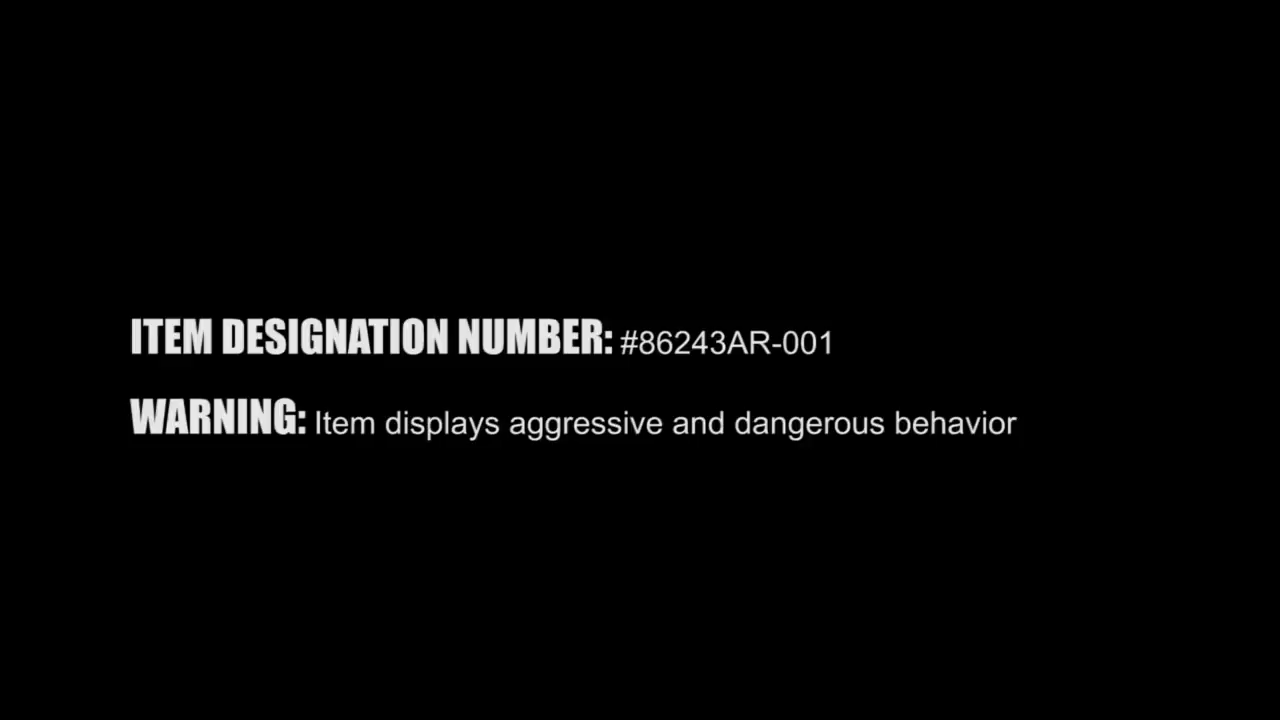 ITEM DESIGNATION NUMBER: #86243AR-001
WARNING: Item displays aggressive and dangerous behavior